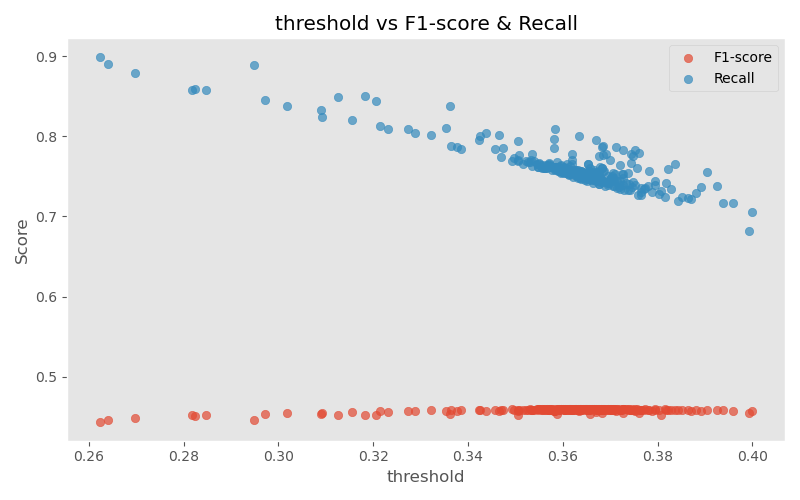 threshold vs F1-score & Recall
F1-score
Recall
Score
0.9
0.8
0.7
0.6
0.5
0.26 0.28 0.30 0.32 0.34 0.36 0.38 0.40
threshold